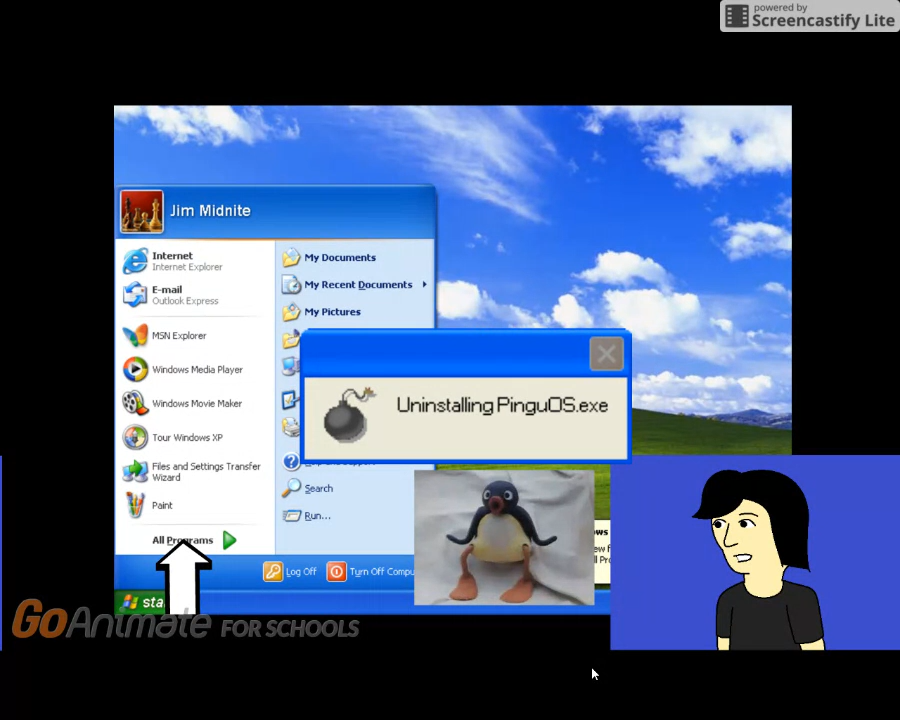 powered by
Screencastify Lite
Jim Midnite
Internet
Internet Explorer
E-mail
Outlook Express
MSN Explorer
Windows Media Player
Windows Movie Maker
Tour Windows XP
Files and Settings Transfer
Wizard
Paint
All Programs
My Documents
My Recent Documents
My Pictures
Uninstalling PinguOS.exe
Search
Run...
Log Off
Turn Off Compu
sta
GoAnimate FOR SCHOOLS